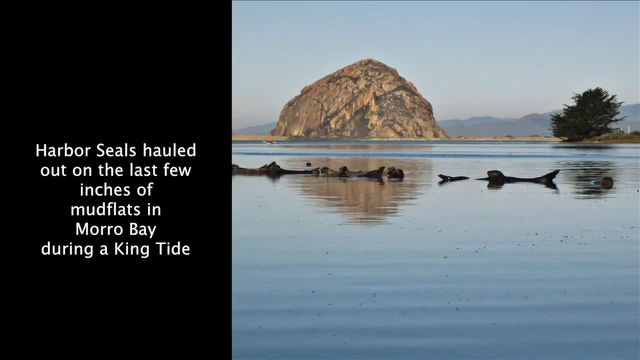 Harbor Seals hauled
out on the last few
inches of
mudflats in
Morro Bay
during a King Tide